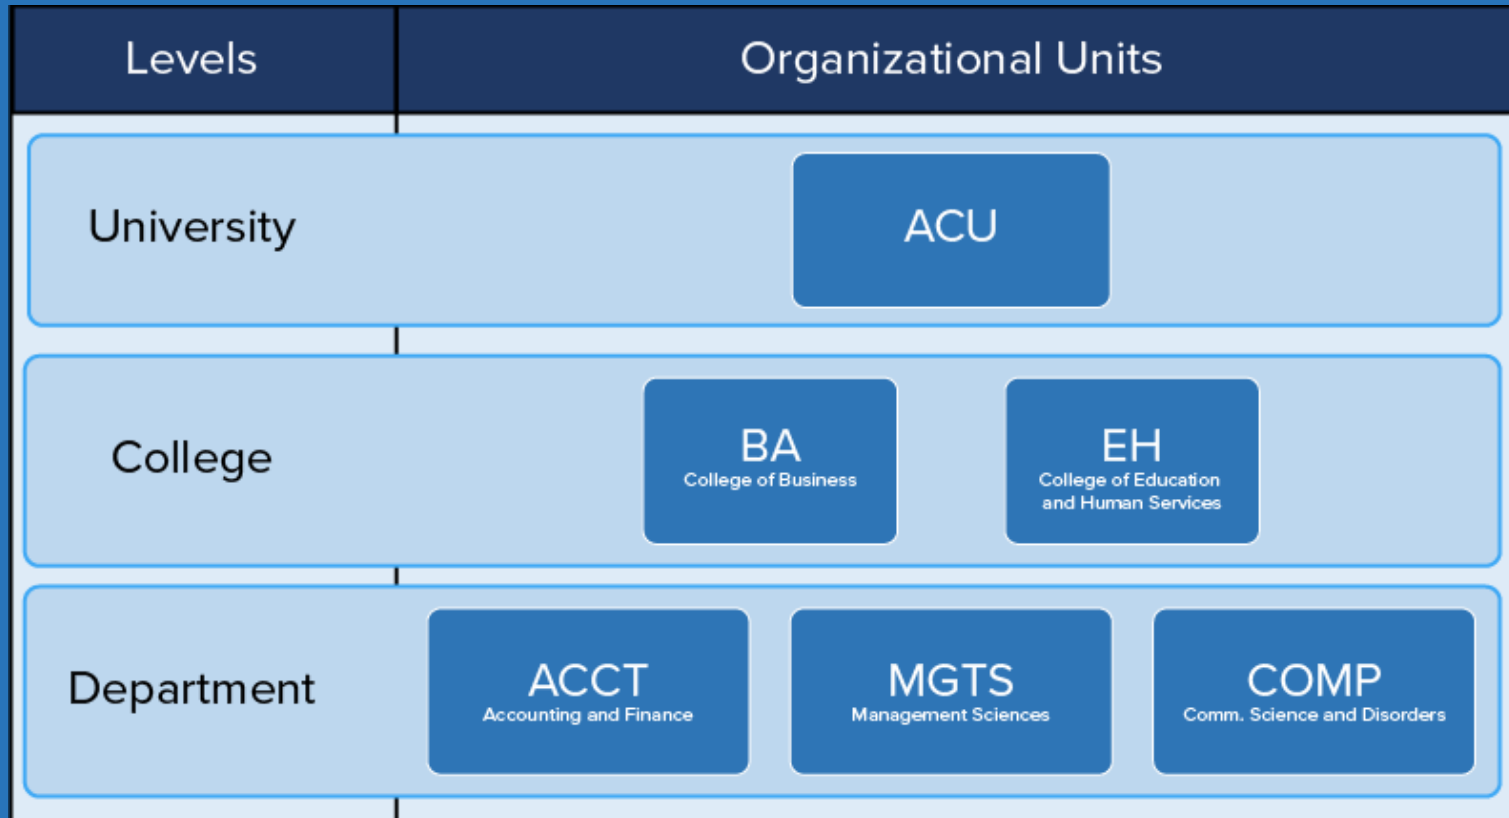 Levels
Organizational Units
University
ACU
College
BA
College of Business
EH
College of Education
and Human Services
Department
ACCT
Accounting and Finance
MGTS
Management Sciences
COMP
Comm. Science and Disorders